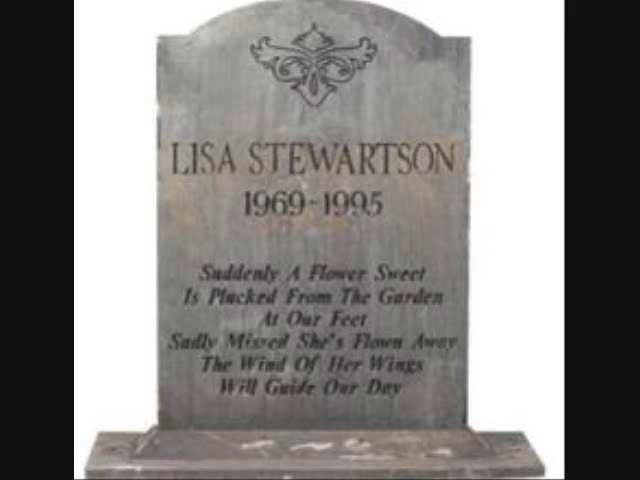 LISA STEWARTSON
1969-1995
Suddenly A Flower Sweet
Is Plucked From The Garden
At Our Feet
Sadly Missed She's Flown Away
The Wind Of Her Wings
Will Guide Our Day